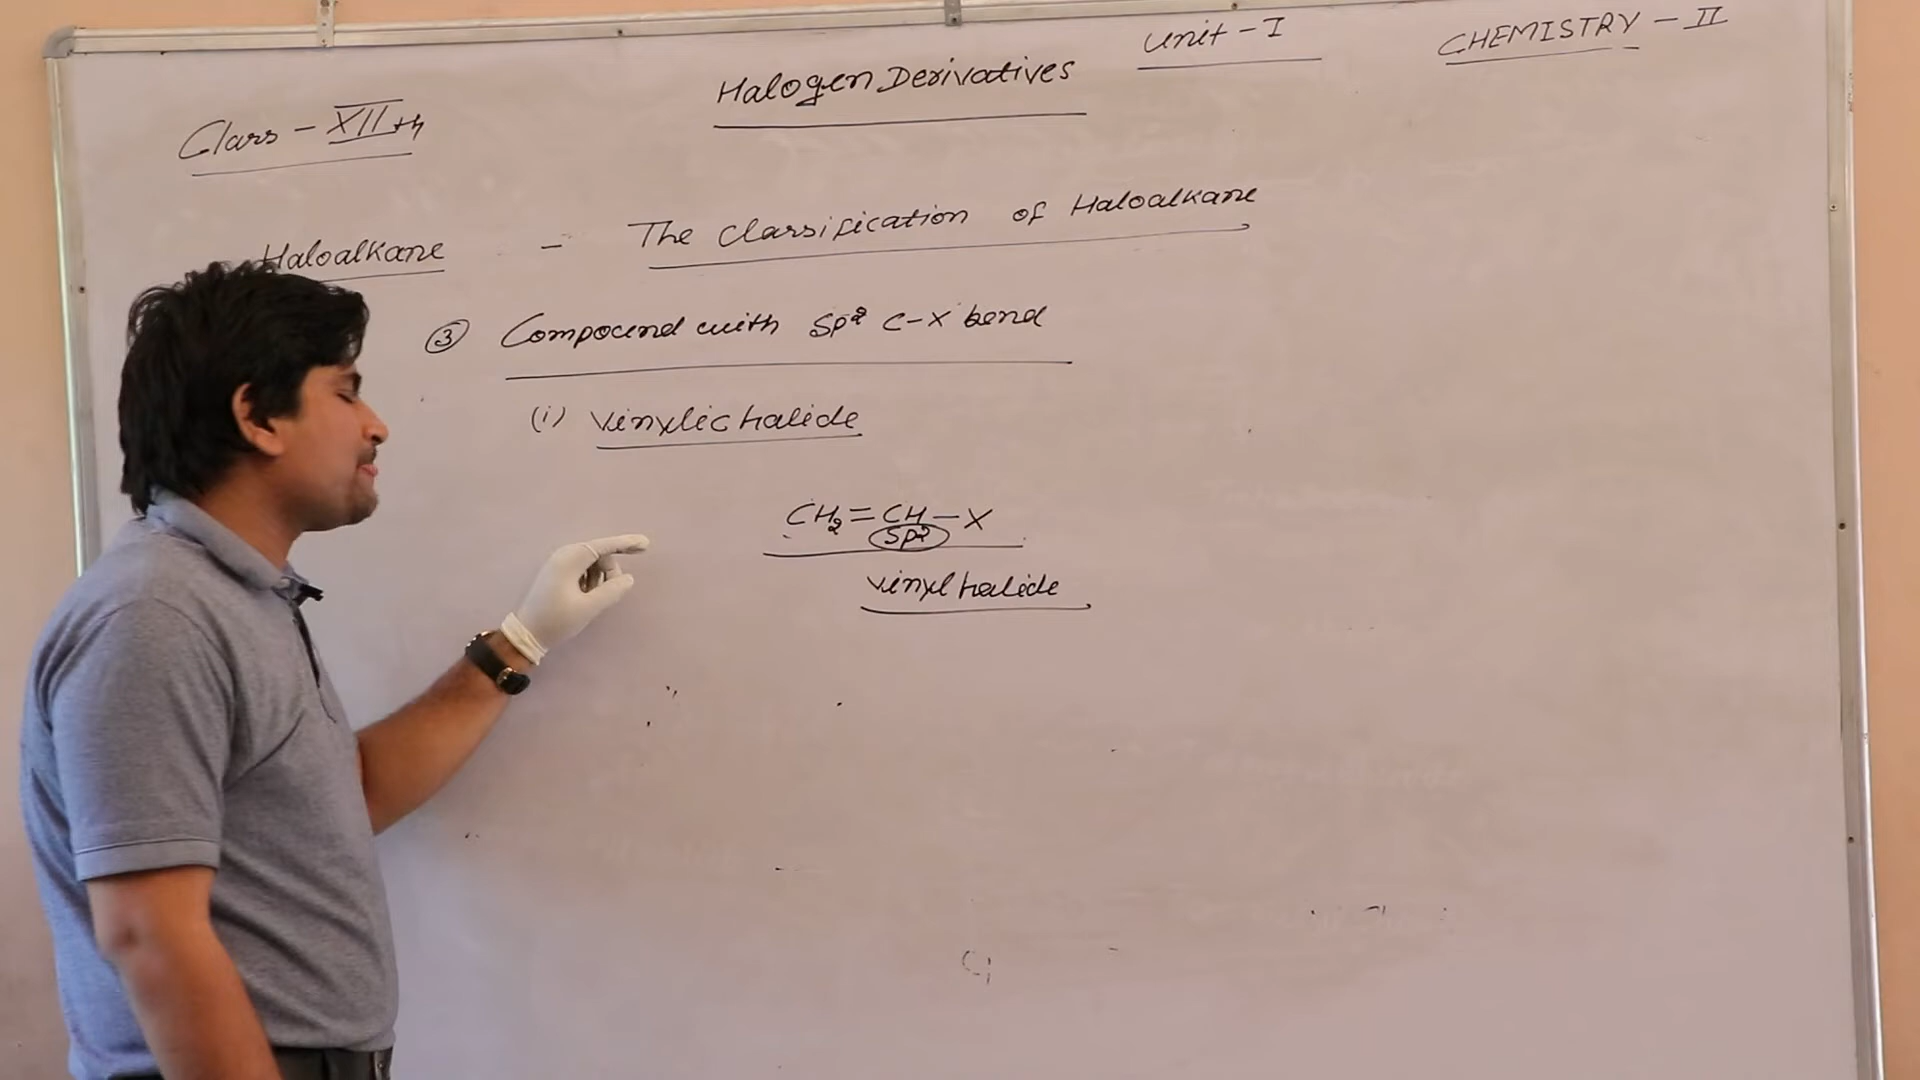 Unit - I
CHEMISTRY - II
Halogen Derivatives
Class - XIIth
Haloalkane - The Classification of Haloalkane
③ Compound with sp² C-X bond
(i) Vinylic halide
CH₂=CH-X
sp²
vinyl halide